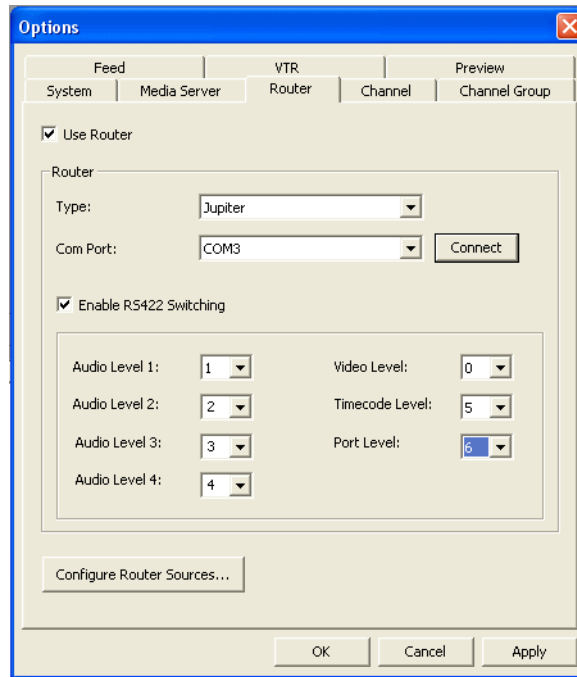 Options
Feed VTR Preview
System Media Server Router Channel Channel Group
Use Router
Router
Type: Jupiter
Com Port: COM3 Connect
Enable RS422 Switching
Audio Level 1: 1 Video Level: 0
Audio Level 2: 2 Timecode Level: 5
Audio Level 3: 3 Port Level: 6
Audio Level 4: 4
Configure Router Sources...
OK Cancel Apply